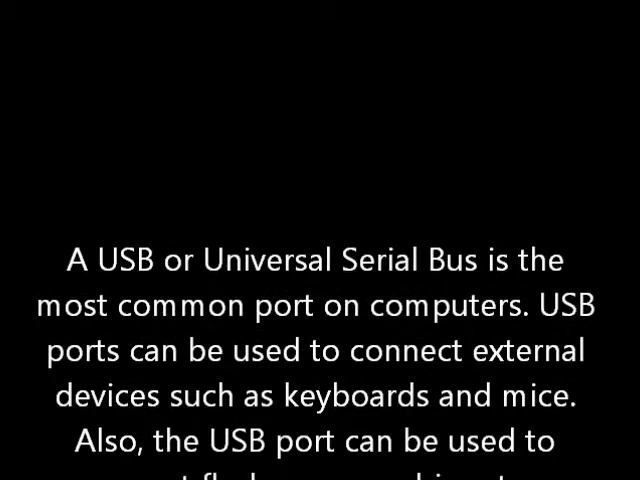 A USB or Universal Serial Bus is the
most common port on computers. USB
ports can be used to connect external
devices such as keyboards and mice.
Also, the USB port can be used to